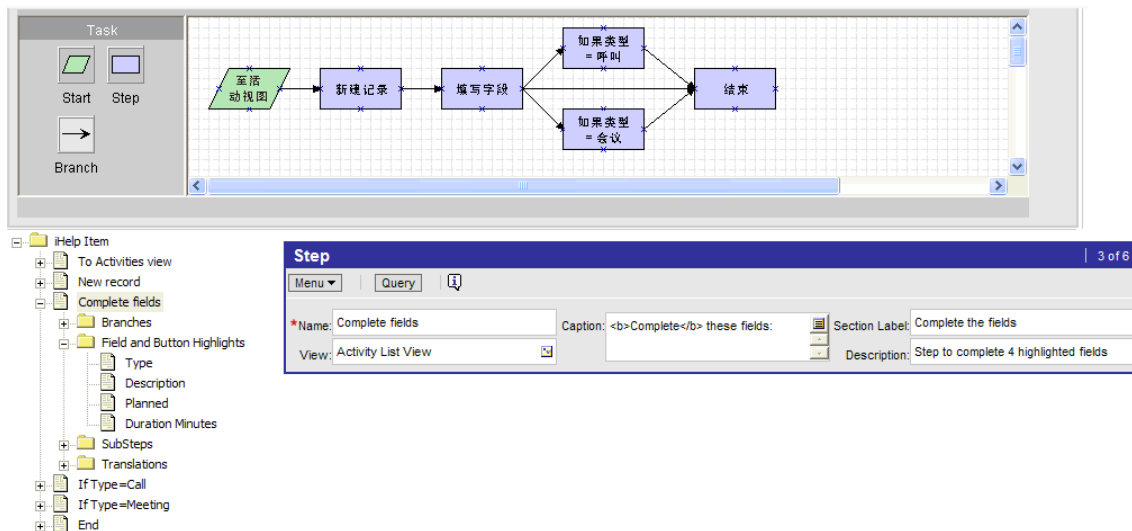 Task
Start
Step
Branch
至活
动视图
新建记录
填写字段
如果类型
= 呼叫
如果类型
= 会议
结束
iHelp Item
To Activities view
New record
Complete fields
Branches
Field and Button Highlights
Type
Description
Planned
Duration Minutes
SubSteps
Translations
If Type=Call
If Type=Meeting
End
Step
3 of 6
Menu
Query
*Name: Complete fields
Caption: <b>Complete</b> these fields:
Section Label: Complete the fields
View: Activity List View
Description: Step to complete 4 highlighted fields